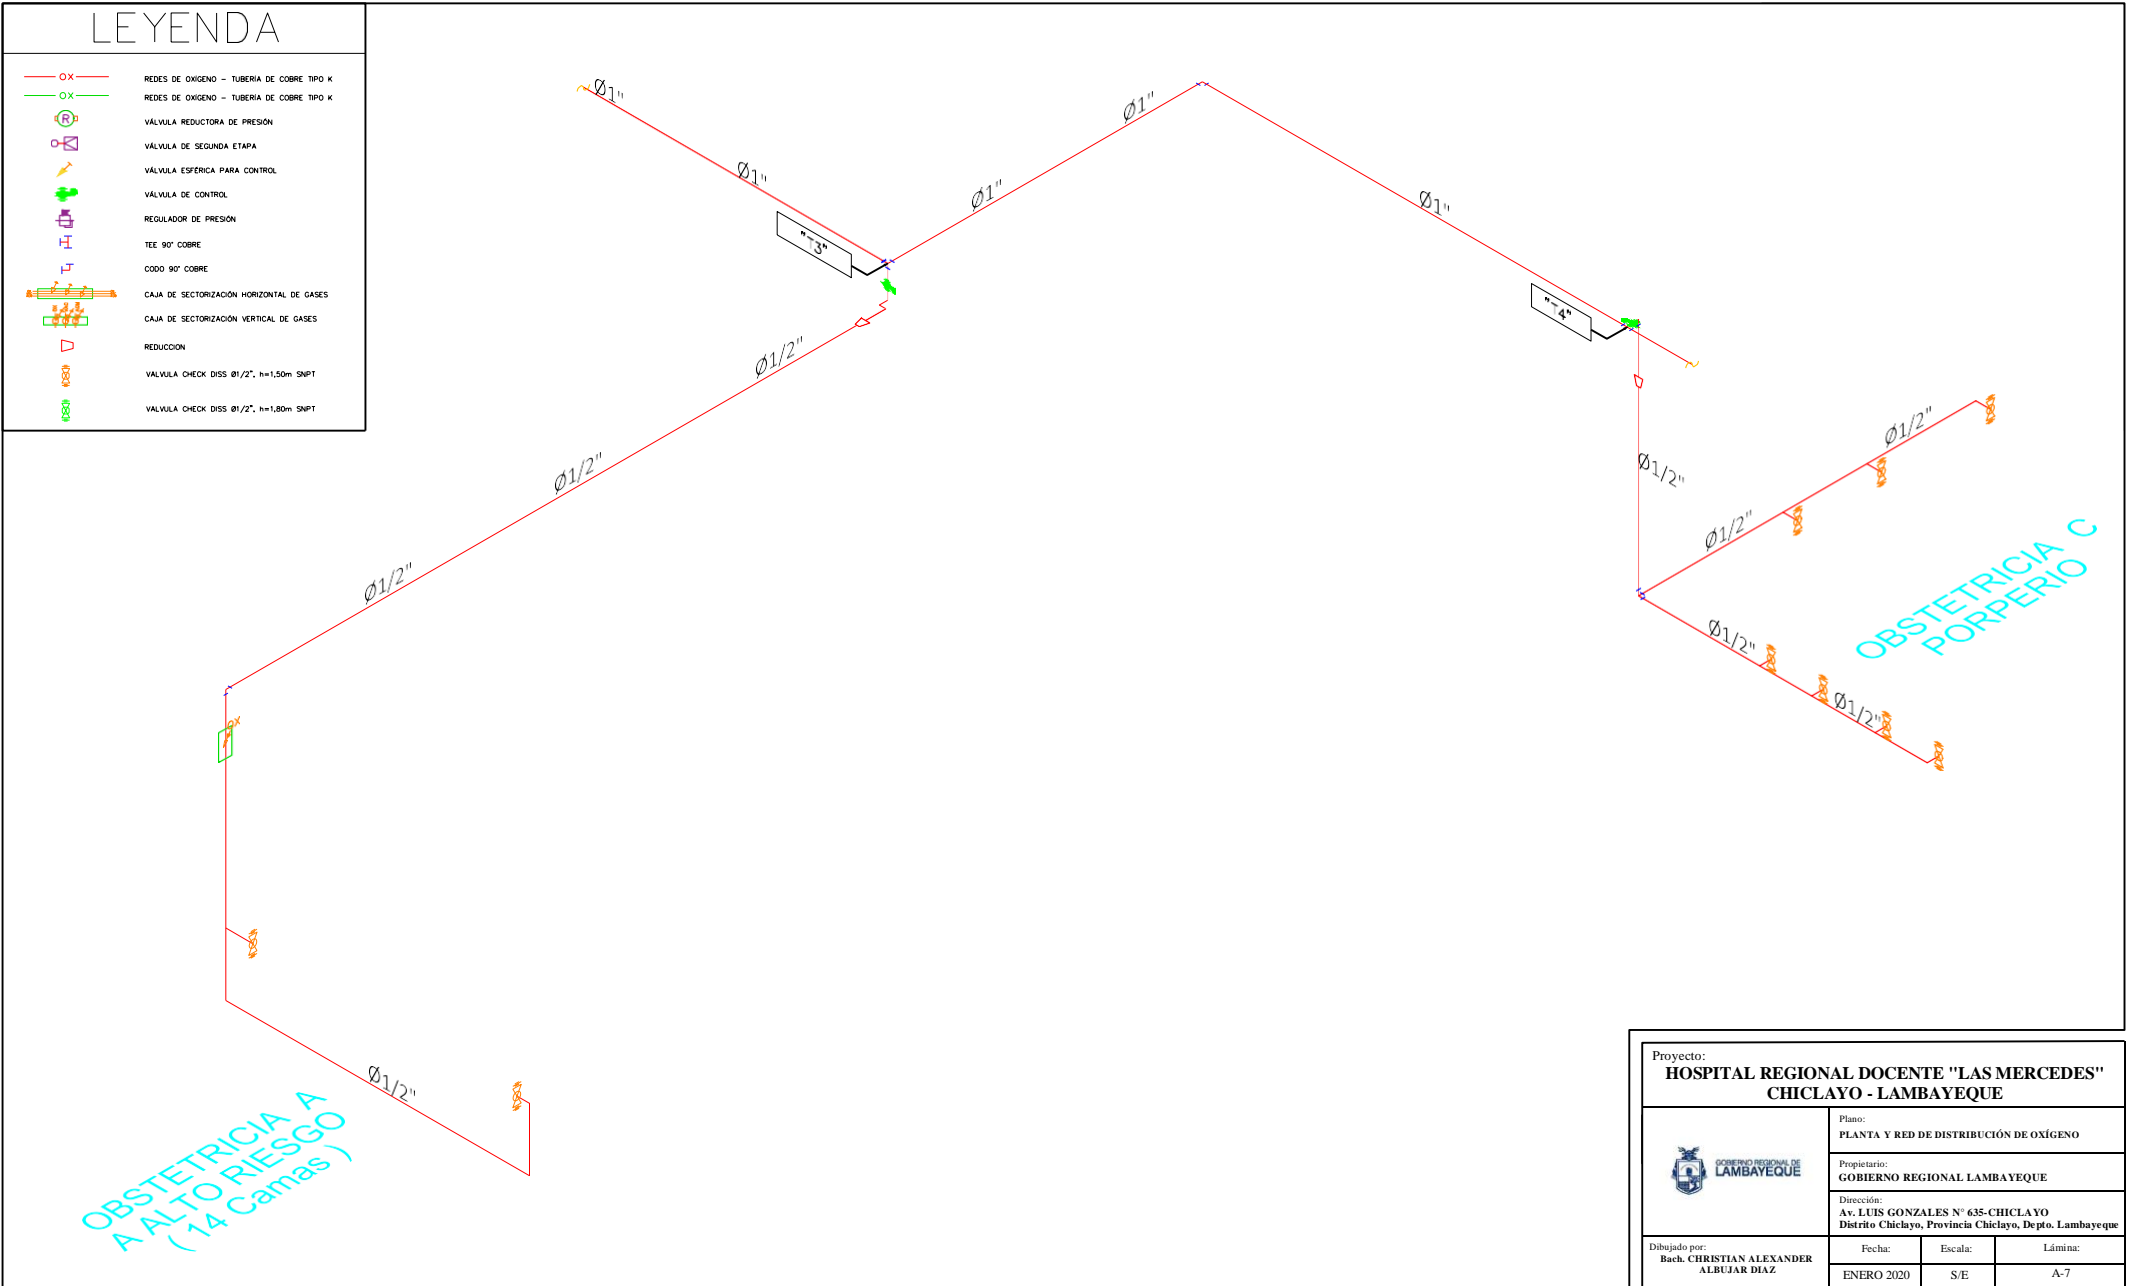 LEYENDA
OX REDES DE OXÍGENO - TUBERÍA DE COBRE TIPO K
OX REDES DE OXÍGENO - TUBERÍA DE COBRE TIPO K
R VÁLVULA REDUCTORA DE PRESIÓN
VÁLVULA DE SEGUNDA ETAPA
VÁLVULA ESFÉRICA PARA CONTROL
VÁLVULA DE CONTROL
REGULADOR DE PRESIÓN
TEE 90° COBRE
CODO 90° COBRE
CAJA DE SECTORIZACIÓN HORIZONTAL DE GASES
CAJA DE SECTORIZACIÓN VERTICAL DE GASES
REDUCCION
VALVULA CHECK DISS Ø1/2", h=1,50m SNPT
VALVULA CHECK DISS Ø1/2", h=1,80m SNPT
Ø1"
Ø1"
Ø1"
Ø1"
Ø1"
"T3"
"T4"
Ø1/2"
Ø1/2"
Ø1/2"
Ø1/2"
Ø1/2"
Ø1/2"
Ø1/2"
Ø1/2"
OBSTETRICIA C
PORPERIO
OX
Ø1/2"
OBSTETRICIA A
A ALTO RIESGO
(14 Camas )
Proyecto:
HOSPITAL REGIONAL DOCENTE "LAS MERCEDES"
CHICLAYO - LAMBAYEQUE
GOBIERNO REGIONAL DE
LAMBAYEQUE
Plano:
PLANTA Y RED DE DISTRIBUCIÓN DE OXÍGENO
Propietario:
GOBIERNO REGIONAL LAMBAYEQUE
Dirección:
Av. LUIS GONZALES N° 635-CHICLAYO
Distrito Chiclayo, Provincia Chiclayo, Depto. Lambayeque
Dibujado por:
Bach. CHRISTIAN ALEXANDER
ALBUJAR DIAZ
Fecha:
ENERO 2020
Escala:
S/E
Lámina:
A-7